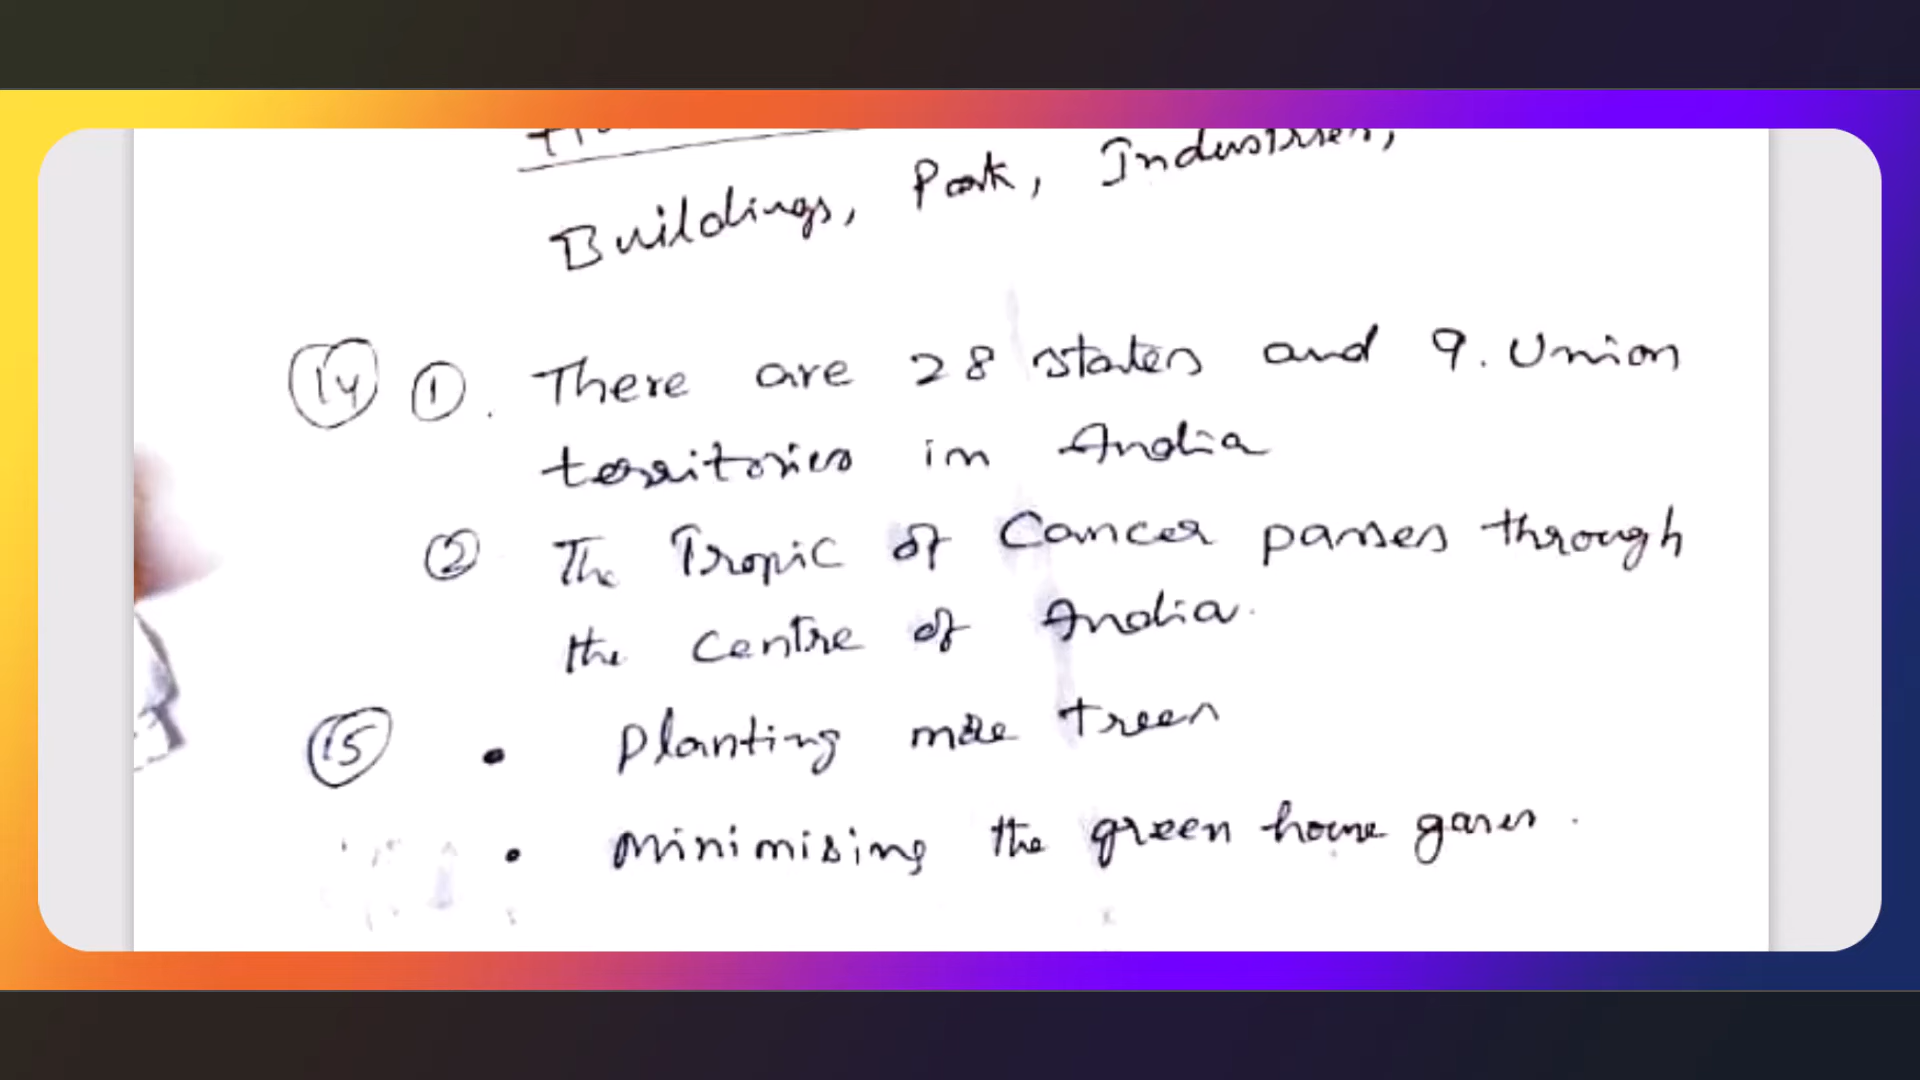 Buildings, Park, Industries,
14 1. There are 28 states and 9. Union
territories in India
2 The Tropic of Cancer passes through
the centre of India.
15 • Planting more trees
• Minimising the green house gases.